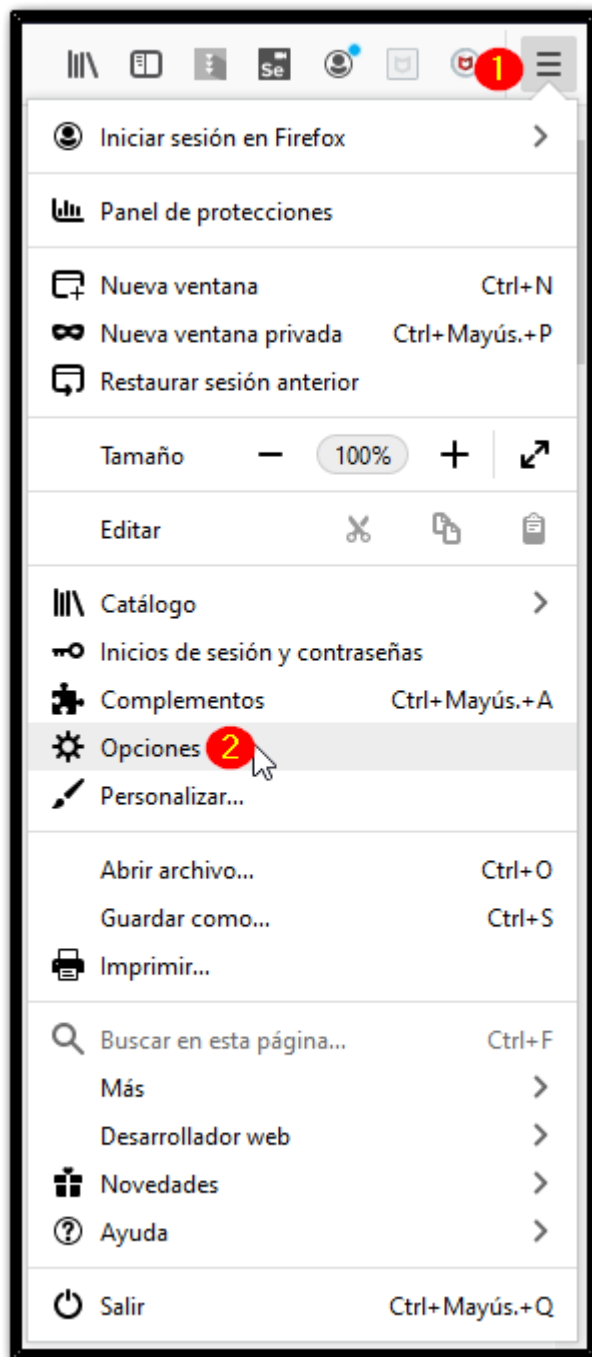 Se 1
Iniciar sesión en Firefox
Panel de protecciones
Nueva ventana Ctrl+N
Nueva ventana privada Ctrl+Mayús.+P
Restaurar sesión anterior
Tamaño 100%
Editar
Catálogo
Inicios de sesión y contraseñas
Complementos Ctrl+Mayús.+A
Opciones 2
Personalizar...
Abrir archivo... Ctrl+O
Guardar como... Ctrl+S
Imprimir...
Buscar en esta página... Ctrl+F
Más
Desarrollador web
Novedades
Ayuda
Salir Ctrl+Mayús.+Q